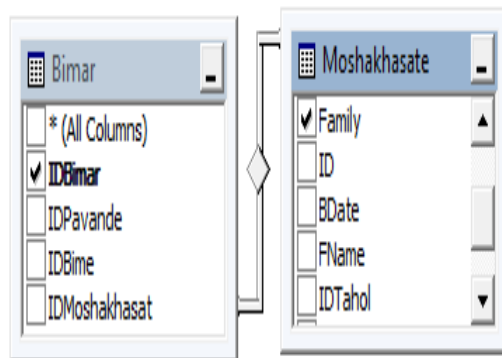 Bimar
* (All Columns)
IDBimar
IDPavande
IDBime
IDMoshakhasat
Moshakhasate
Family
ID
BDate
FName
IDTahol